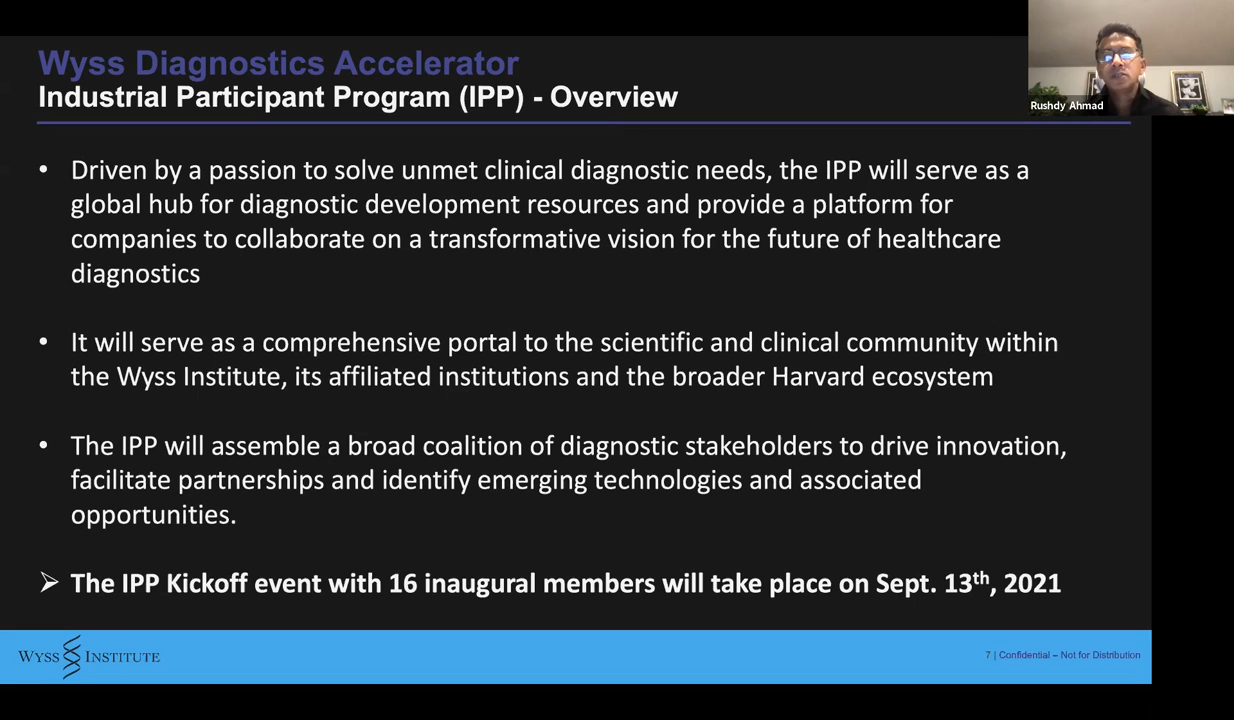 Wyss Diagnostics Accelerator
Industrial Participant Program (IPP) - Overview
Rushdy Ahmad
• Driven by a passion to solve unmet clinical diagnostic needs, the IPP will serve as a
global hub for diagnostic development resources and provide a platform for
companies to collaborate on a transformative vision for the future of healthcare
diagnostics
• It will serve as a comprehensive portal to the scientific and clinical community within
the Wyss Institute, its affiliated institutions and the broader Harvard ecosystem
• The IPP will assemble a broad coalition of diagnostic stakeholders to drive innovation,
facilitate partnerships and identify emerging technologies and associated
opportunities.
➢ The IPP Kickoff event with 16 inaugural members will take place on Sept. 13th, 2021
WYSS INSTITUTE
7 | Confidential – Not for Distribution